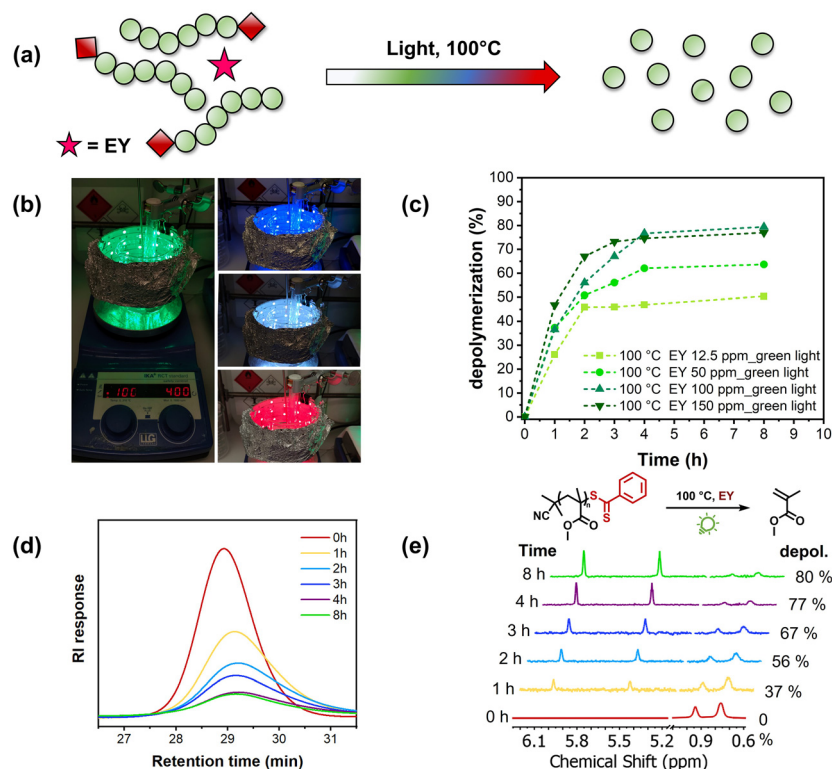 (a)
Light, 100°C
= EY
(b)
-100 400
LLG
(c)
depolymerization (%)
100
90
80
70
60
50
40
30
20
10
0
100 °C EY 12.5 ppm_green light
100 °C EY 50 ppm_green light
100 °C EY 100 ppm_green light
100 °C EY 150 ppm_green light
0 1 2 3 4 5 6 7 8 9 10
Time (h)
(d)
RI response
0h
1h
2h
3h
4h
8h
27 28 29 30 31
Retention time (min)
(e)
NC
n
S
S
O
O
100 °C, EY
O
O
Time depol.
8 h 80 %
4 h 77 %
3 h 67 %
2 h 56 %
1 h 37 %
0 h 0
%
6.1 5.8 5.5 5.2 0.9 0.6
Chemical Shift (ppm)